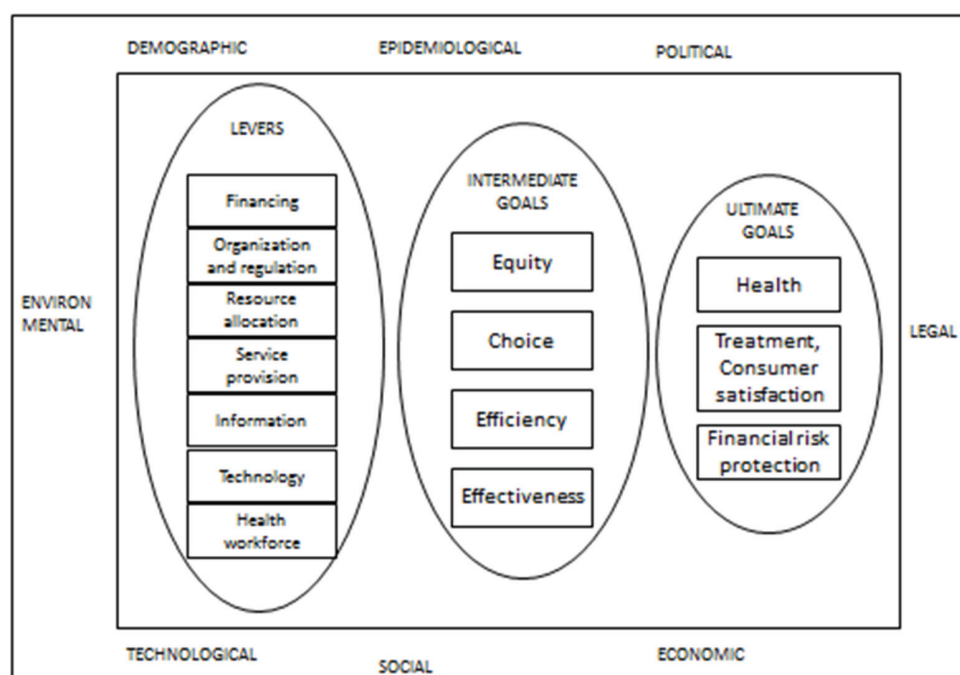 DEMOGRAPHIC
EPIDEMIOLOGICAL
POLITICAL
LEVERS
Financing
Organization
and regulation
Resource
allocation
Service
provision
Information
Technology
Health
workforce
INTERMEDIATE
GOALS
Equity
Choice
Efficiency
Effectiveness
ULTIMATE
GOALS
Health
Treatment,
Consumer
satisfaction
Financial risk
protection
ENVIRON
MENTAL
LEGAL
TECHNOLOGICAL
SOCIAL
ECONOMIC